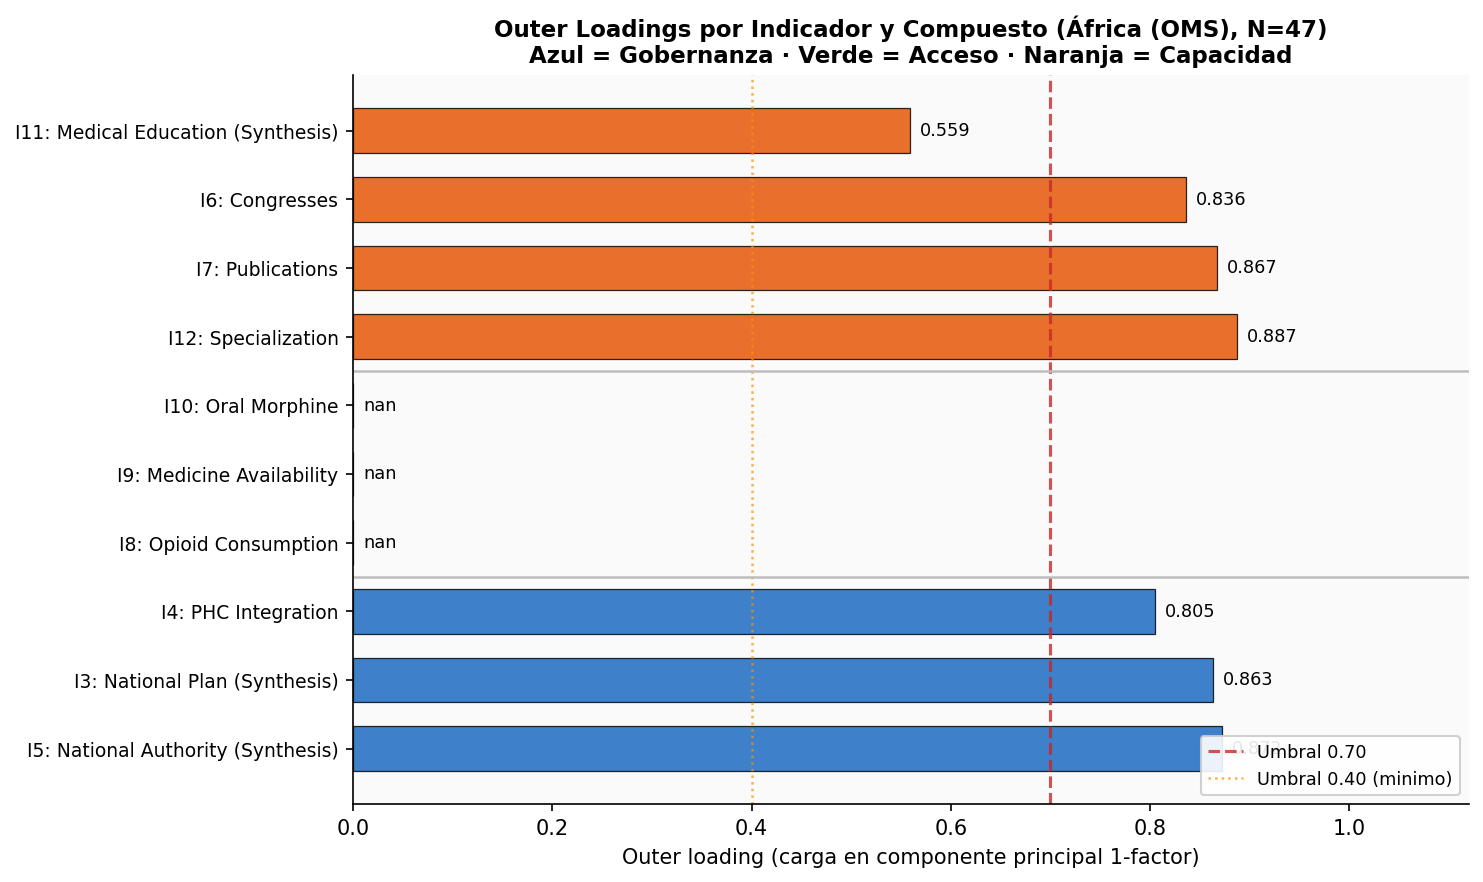 Outer Loadings por Indicador y Compuesto (África (OMS), N=47)
Azul = Gobernanza · Verde = Acceso · Naranja = Capacidad
I11: Medical Education (Synthesis)
0.559
I6: Congresses
0.836
I7: Publications
0.867
I12: Specialization
0.887
I10: Oral Morphine
nan
I9: Medicine Availability
nan
I8: Opioid Consumption
nan
I4: PHC Integration
0.805
I3: National Plan (Synthesis)
0.863
I5: National Authority (Synthesis)
Umbral 0.70
Umbral 0.40 (minimo)
0.0 0.2 0.4 0.6 0.8 1.0
Outer loading (carga en componente principal 1-factor)